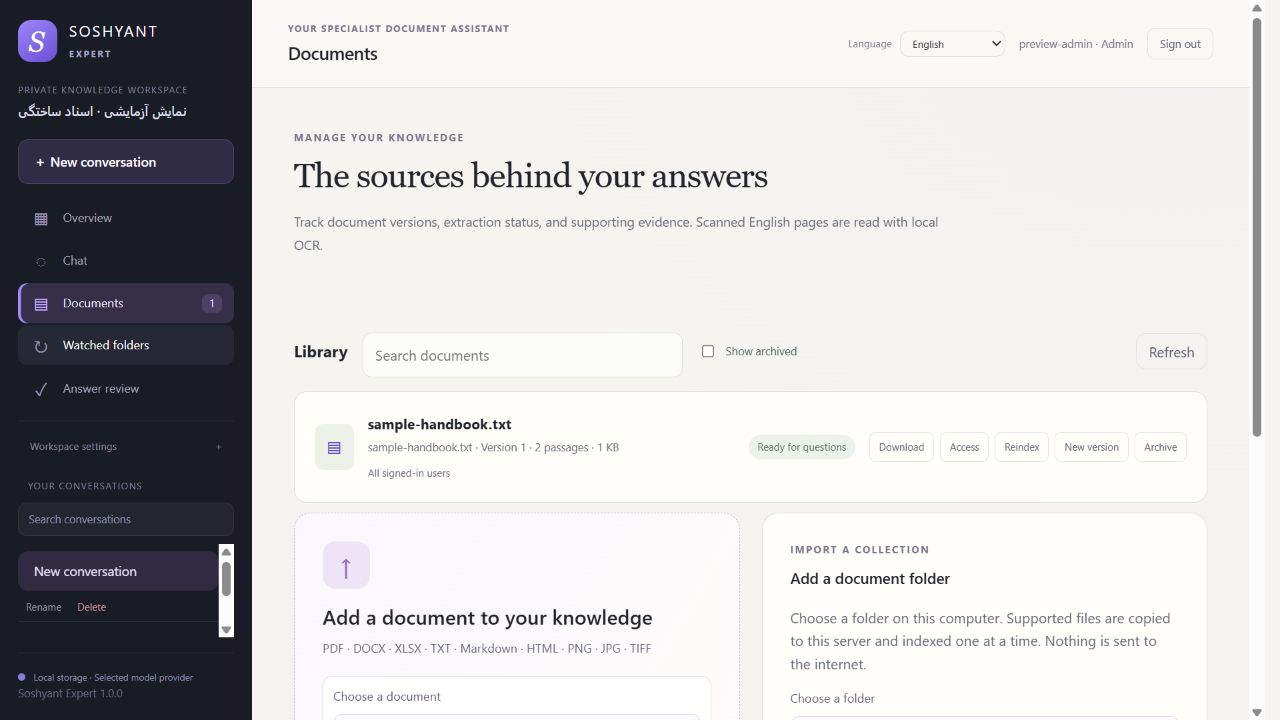 SOSHYANT
EXPERT
PRIVATE KNOWLEDGE WORKSPACE
نمایش آزمایشی · اسناد ساختگی
+ New conversation
Overview
Chat
Documents 1
Watched folders
Answer review
Workspace settings +
YOUR CONVERSATIONS
Search conversations
New conversation
Rename Delete
Local storage · Selected model provider
Soshyant Expert 1.0.0
YOUR SPECIALIST DOCUMENT ASSISTANT
Documents
Language English preview-admin · Admin Sign out
MANAGE YOUR KNOWLEDGE
The sources behind your answers
Track document versions, extraction status, and supporting evidence. Scanned English pages are read with local
OCR.
Library Search documents Show archived Refresh
sample-handbook.txt
sample-handbook.txt · Version 1 · 2 passages · 1 KB
All signed-in users
Ready for questions Download Access Reindex New version Archive
Add a document to your knowledge
PDF · DOCX · XLSX · TXT · Markdown · HTML · PNG · JPG · TIFF
Choose a document
IMPORT A COLLECTION
Add a document folder
Choose a folder on this computer. Supported files are copied
to this server and indexed one at a time. Nothing is sent to
the internet.
Choose a folder